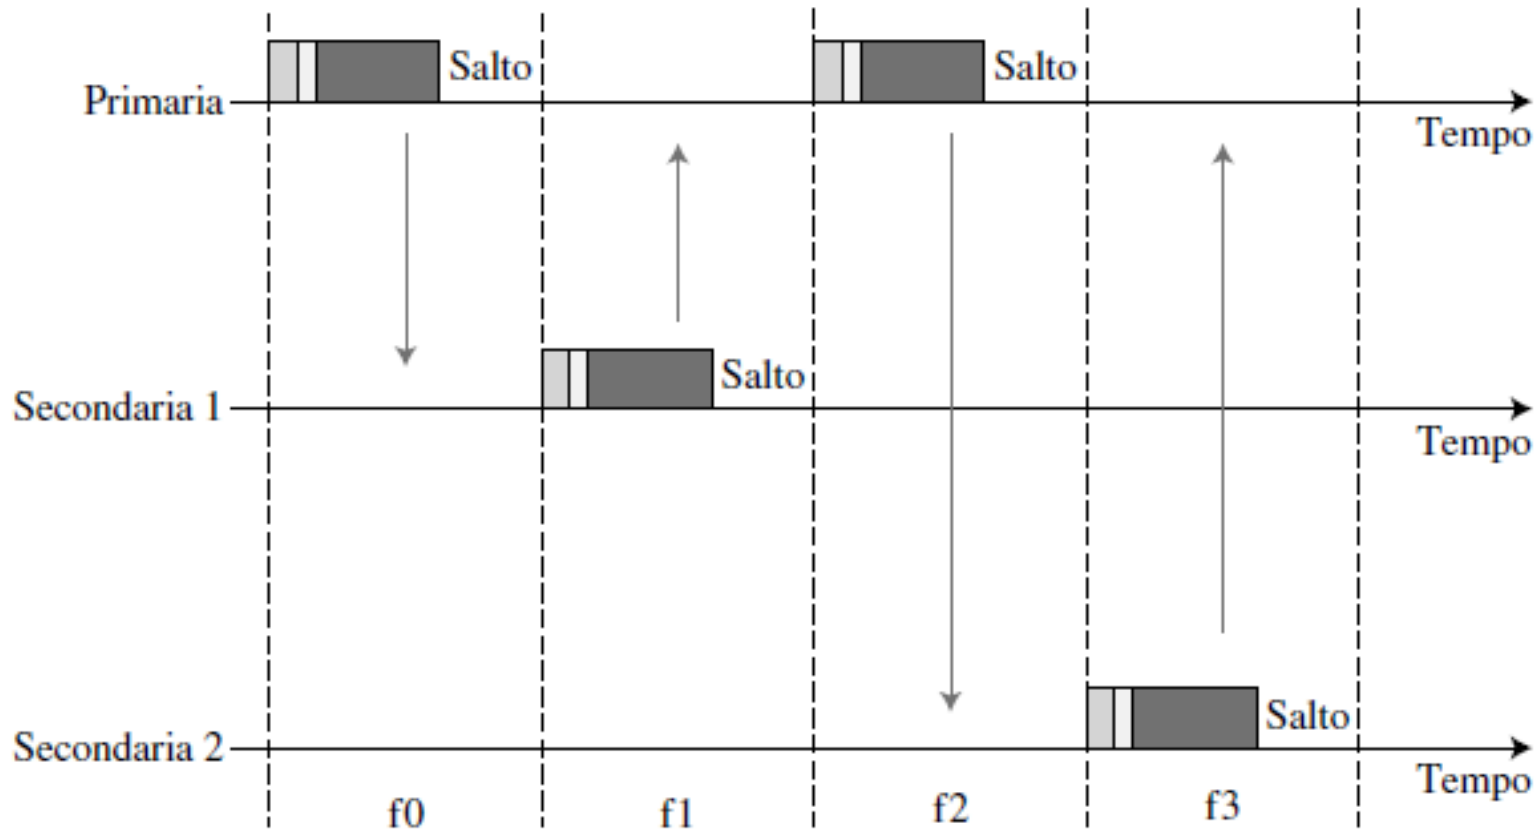 Salto
Salto
Primaria
Tempo
Salto
Secondaria 1
Tempo
Salto
Secondaria 2
Tempo
f0
f1
f2
f3